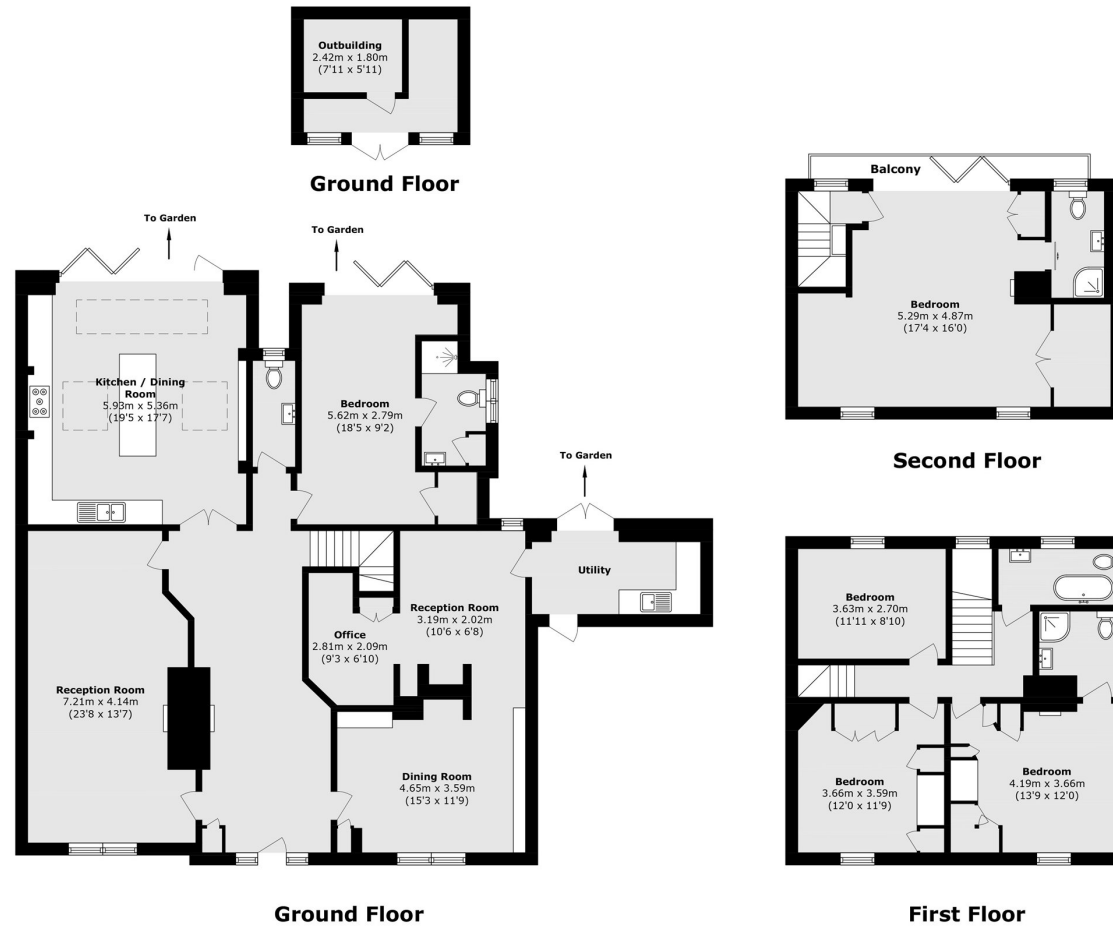 Outbuilding
2.42m x 1.80m
(7'11 x 5'11)
Ground Floor
To Garden
To Garden
Kitchen / Dining
Room
5.93m x 5.36m
(19'5 x 17'7)
Bedroom
5.62m x 2.79m
(18'5 x 9'2)
To Garden
Utility
Reception Room
3.19m x 2.02m
(10'6 x 6'8)
Office
2.81m x 2.09m
(9'3 x 6'10)
Reception Room
7.21m x 4.14m
(23'8 x 13'7)
Dining Room
4.65m x 3.59m
(15'3 x 11'9)
Ground Floor
Balcony
Bedroom
5.29m x 4.87m
(17'4 x 16'0)
Second Floor
Bedroom
3.63m x 2.70m
(11'11 x 8'10)
Bedroom
3.66m x 3.59m
(12'0 x 11'9)
Bedroom
4.19m x 3.66m
(13'9 x 12'0)
First Floor